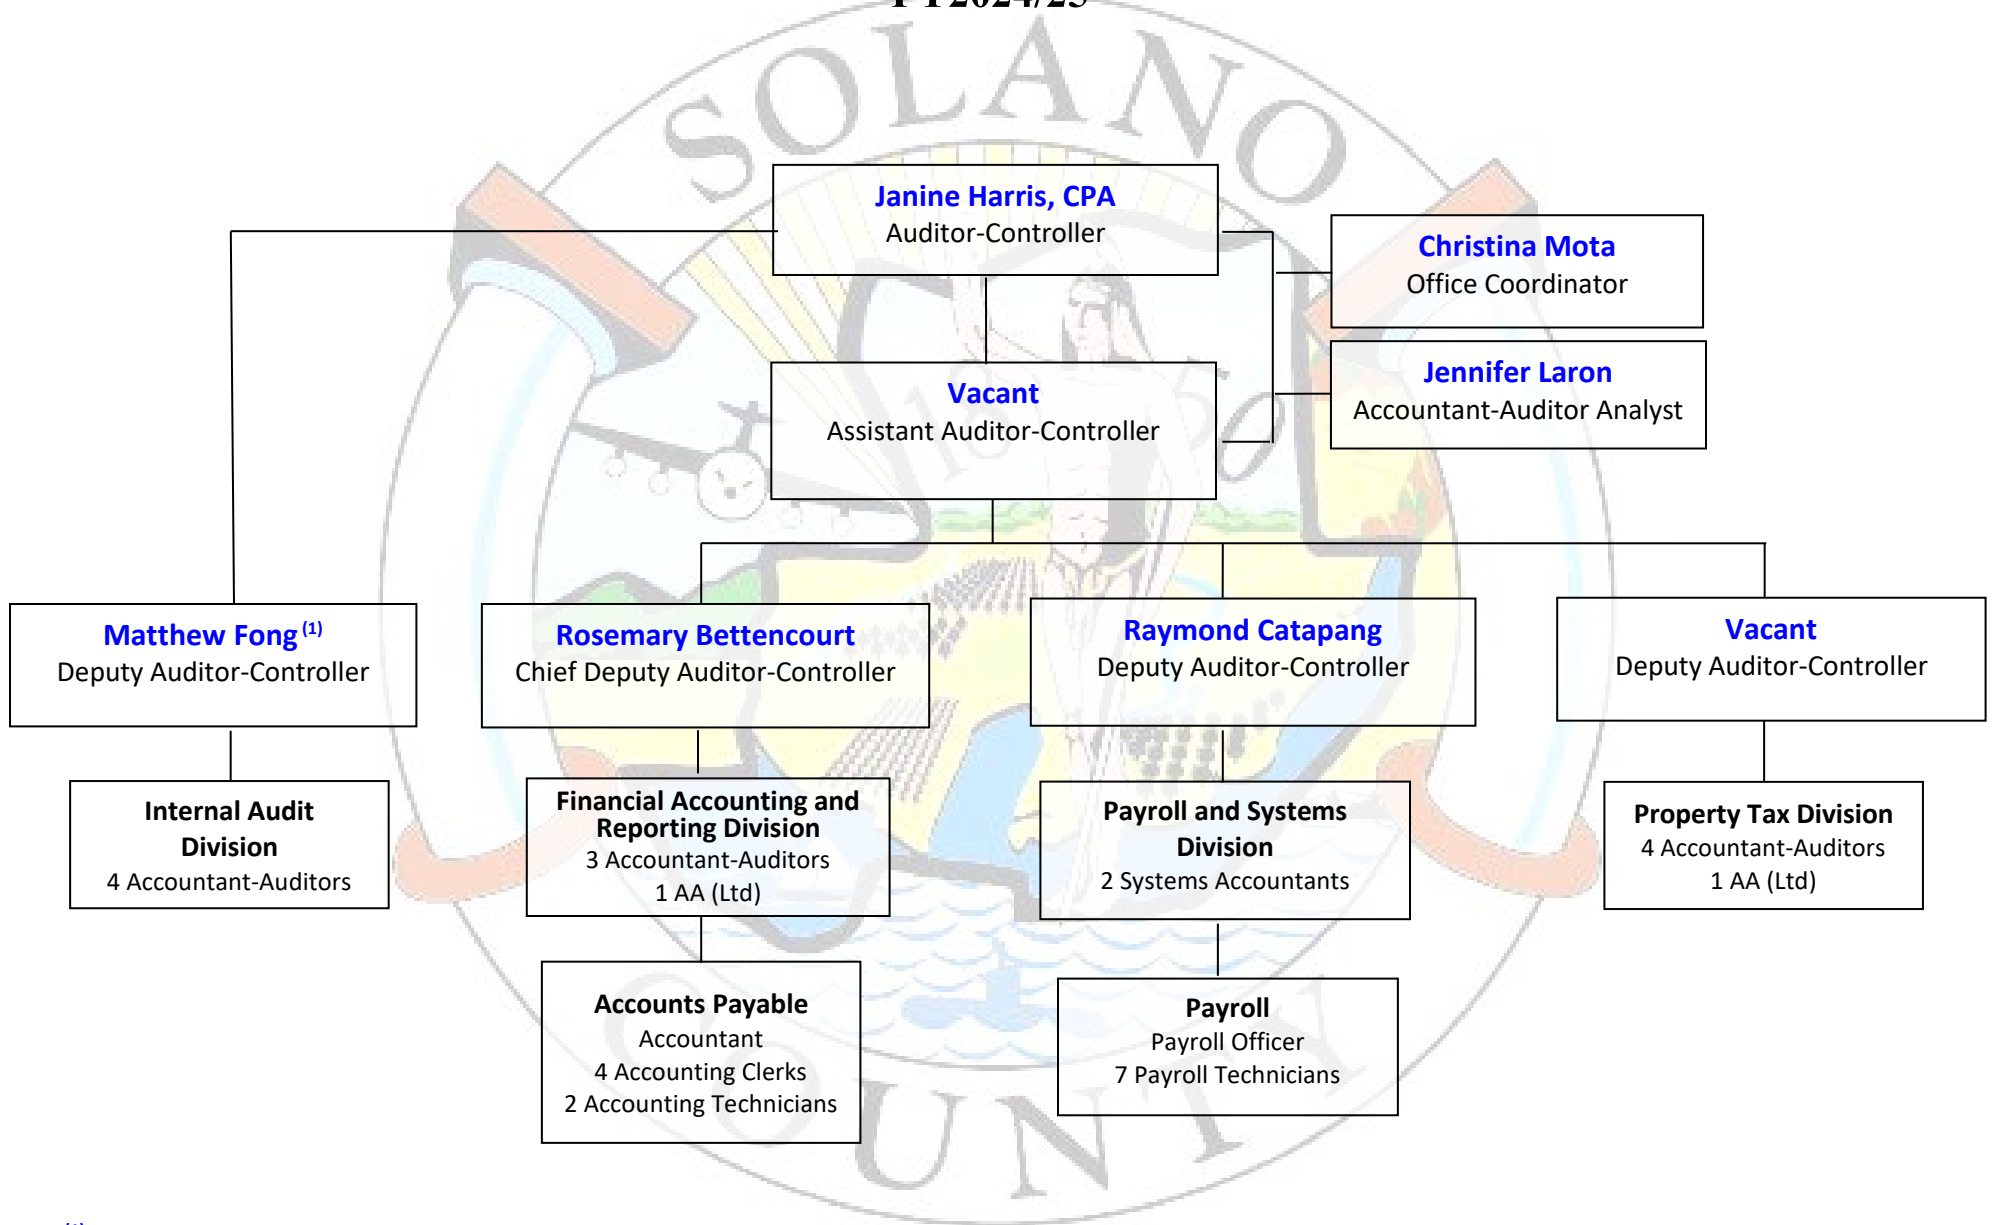 FY2024/25
SOLANO
Janine Harris, CPA
Auditor-Controller
Christina Mota
Office Coordinator
Jennifer Laron
Accountant-Auditor Analyst
Vacant
Assistant Auditor-Controller
1850
Matthew Fong (1)
Deputy Auditor-Controller
Rosemary Bettencourt
Chief Deputy Auditor-Controller
Raymond Catapang
Deputy Auditor-Controller
Vacant
Deputy Auditor-Controller
Internal Audit
Division
4 Accountant-Auditors
Financial Accounting and
Reporting Division
3 Accountant-Auditors
1 AA (Ltd)
Payroll and Systems
Division
2 Systems Accountants
Property Tax Division
4 Accountant-Auditors
1 AA (Ltd)
Accounts Payable
Accountant
4 Accounting Clerks
2 Accounting Technicians
Payroll
Payroll Officer
7 Payroll Technicians
COUNTY